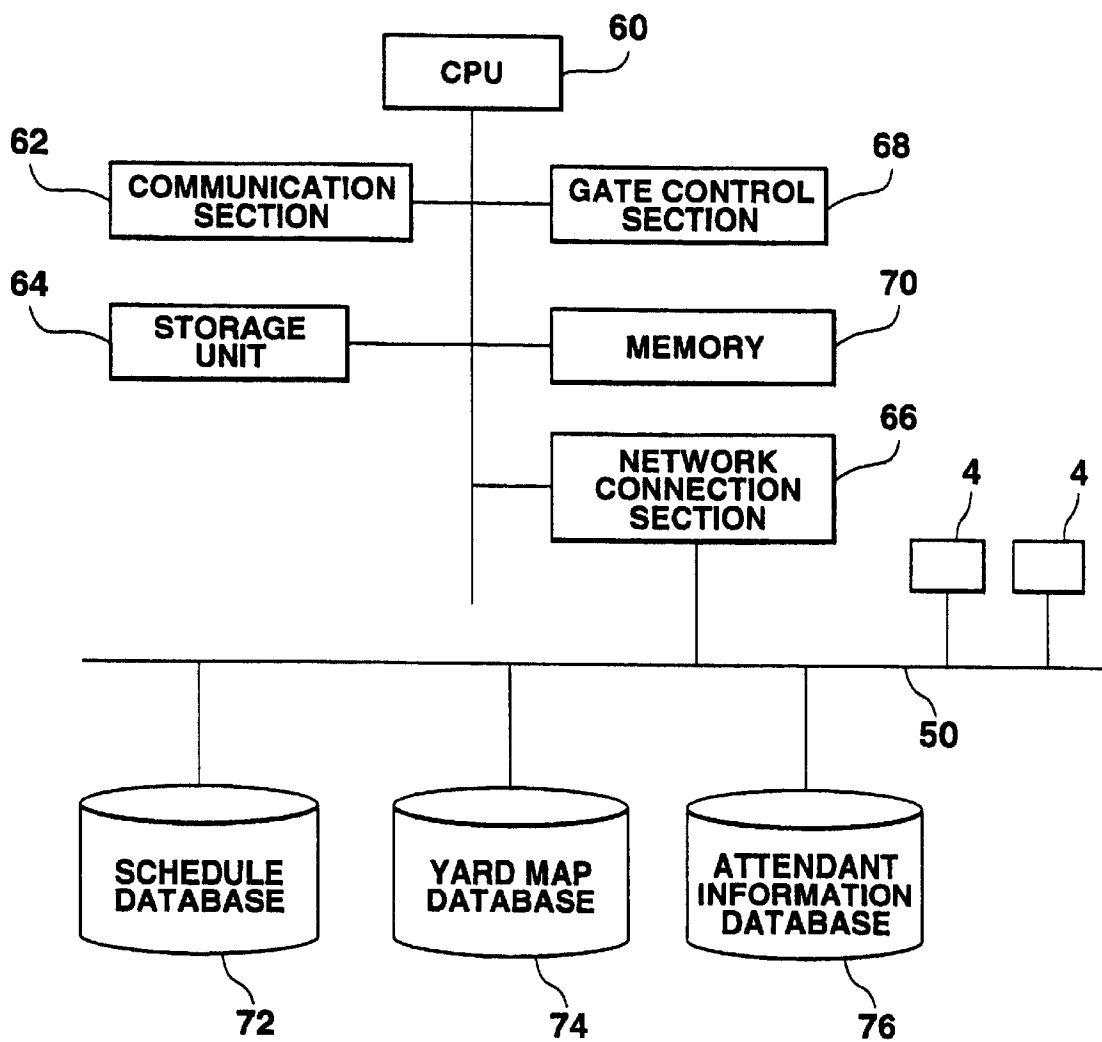 60
CPU
62
68
COMMUNICATION
SECTION
GATE CONTROL
SECTION
64
70
STORAGE
UNIT
MEMORY
66
NETWORK
CONNECTION
SECTION
4
4
50
SCHEDULE
DATABASE
YARD MAP
DATABASE
ATTENDANT
INFORMATION
DATABASE
72
74
76